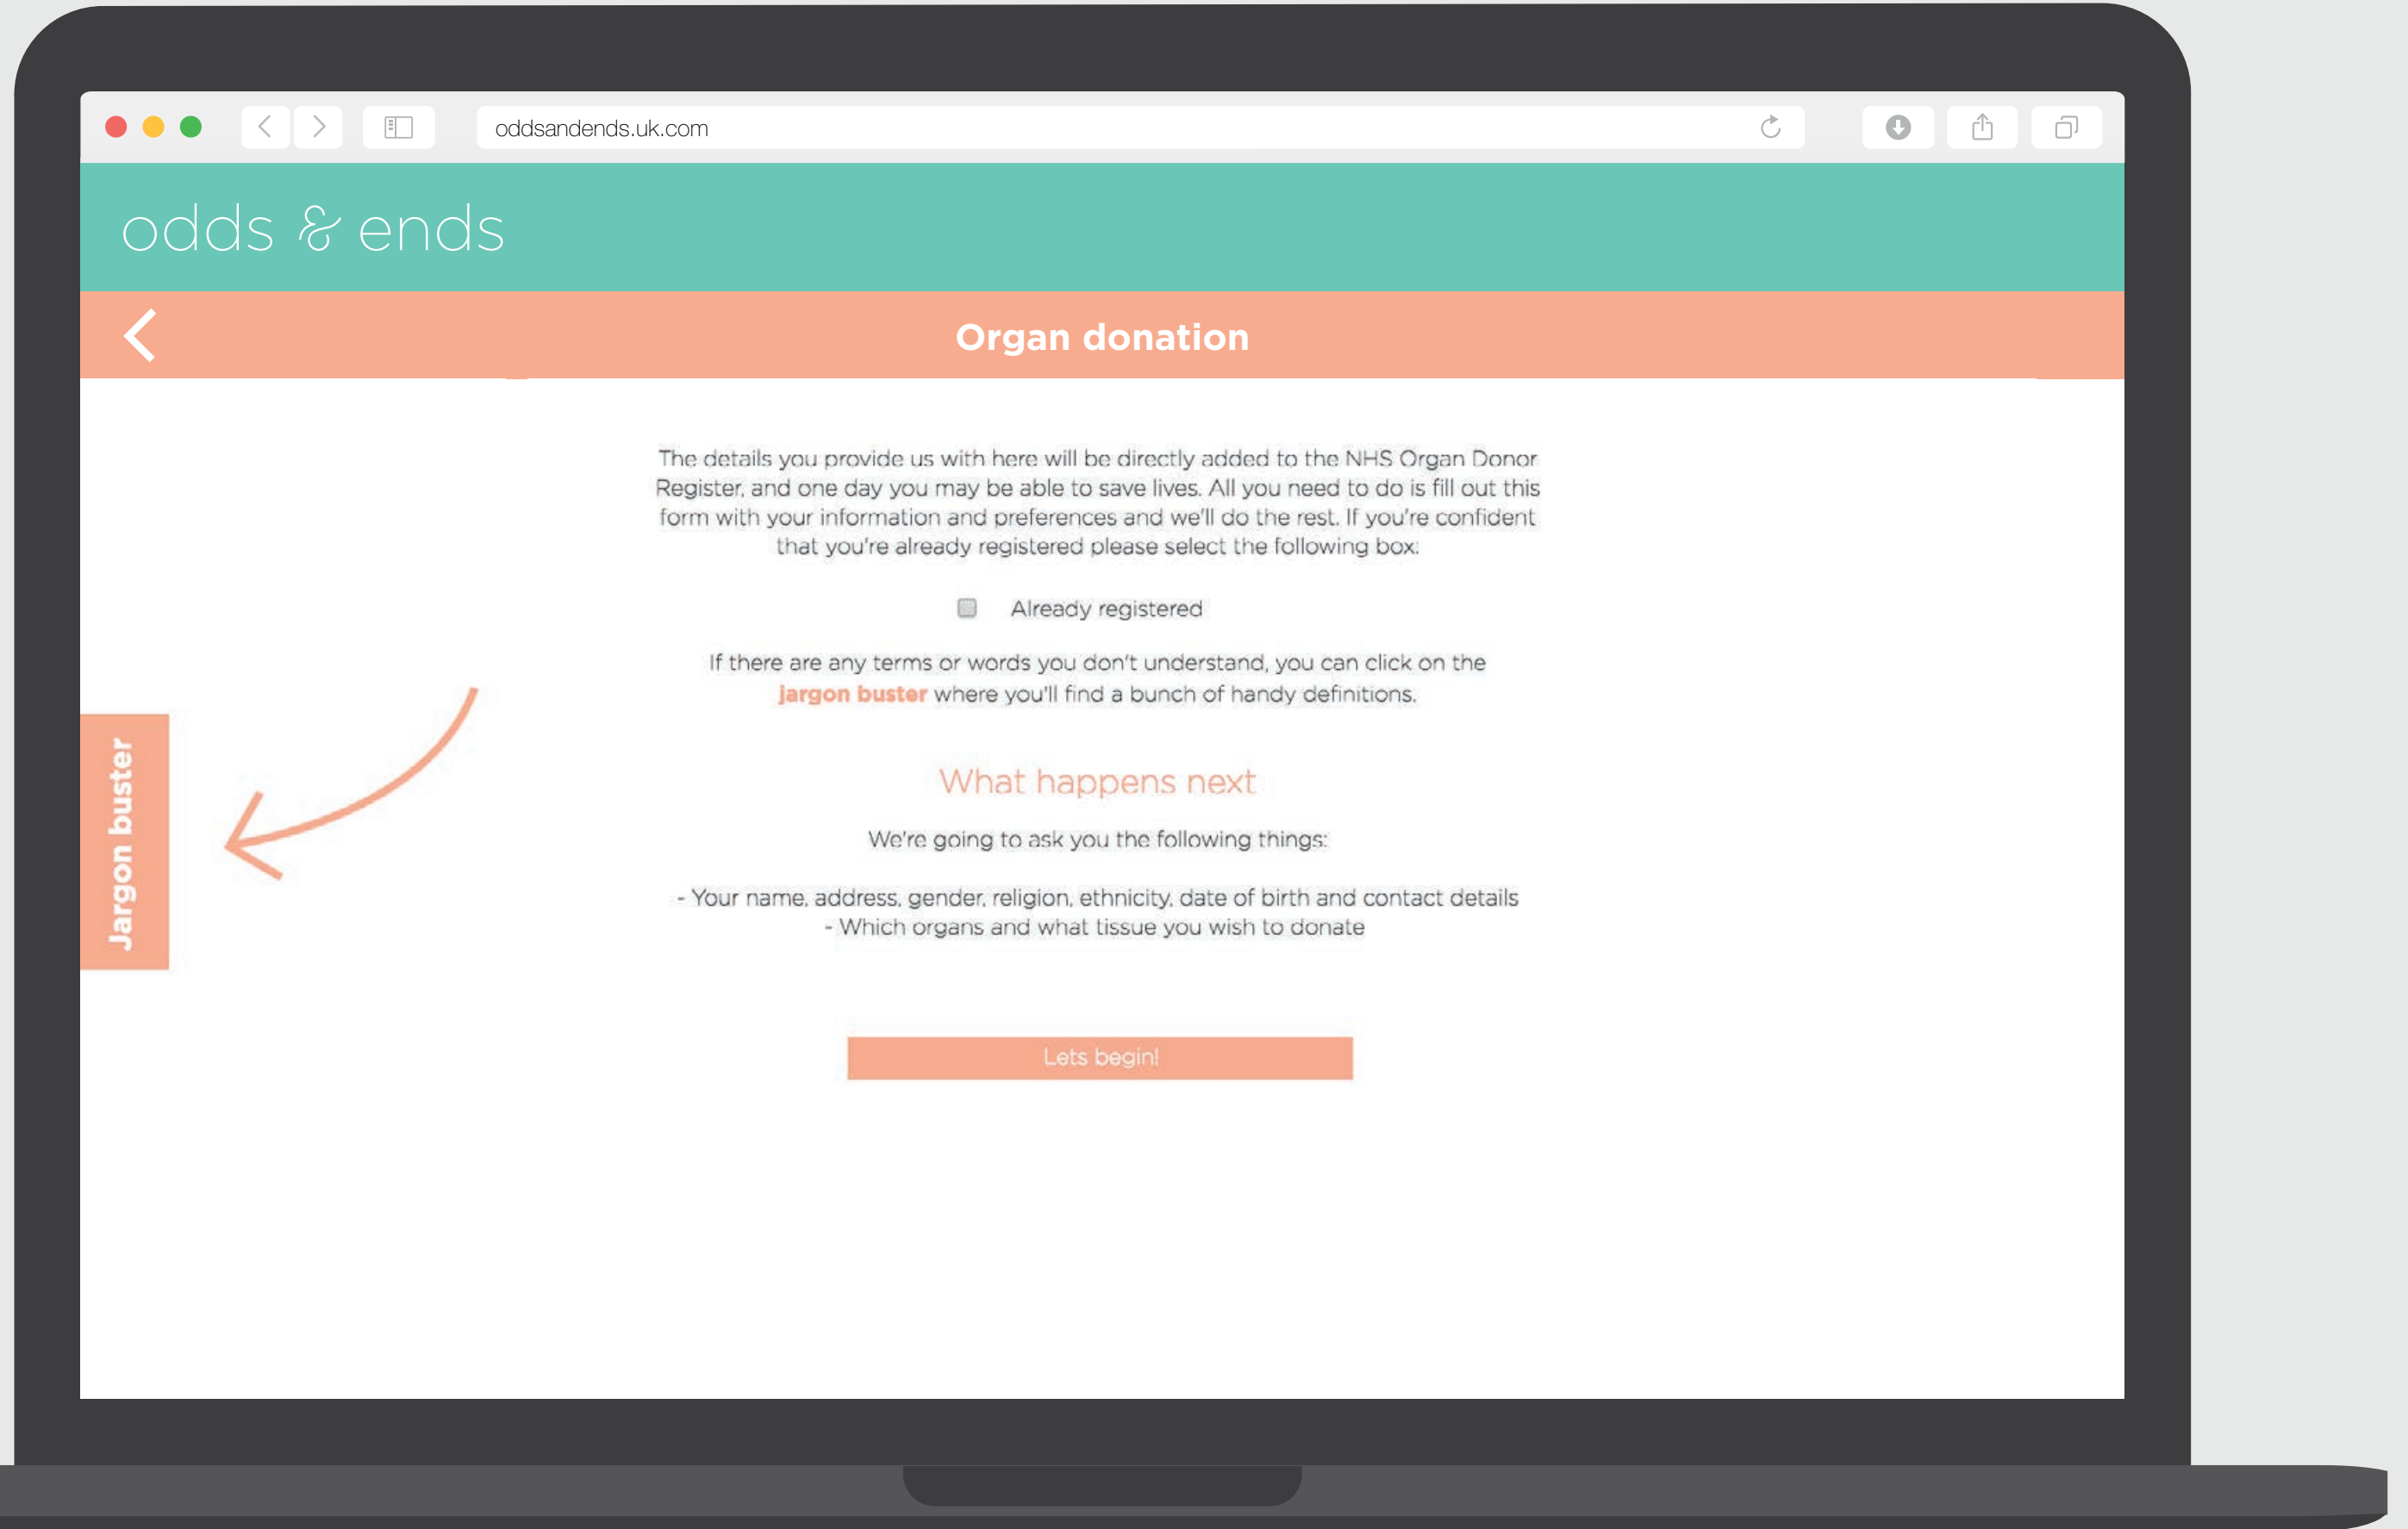 oddsandends.uk.com
odds & ends
Organ donation
The details you provide us with here will be directly added to the NHS Organ Donor
Register, and one day you may be able to save lives. All you need to do is fill out this
form with your information and preferences and we'll do the rest. If you're confident
that you're already registered please select the following box:
Already registered
If there are any terms or words you don't understand, you can click on the
jargon buster where you'll find a bunch of handy definitions.
Jargon buster
What happens next
We're going to ask you the following things:
- Your name, address, gender, religion, ethnicity, date of birth and contact details
- Which organs and what tissue you wish to donate
Lets begin!